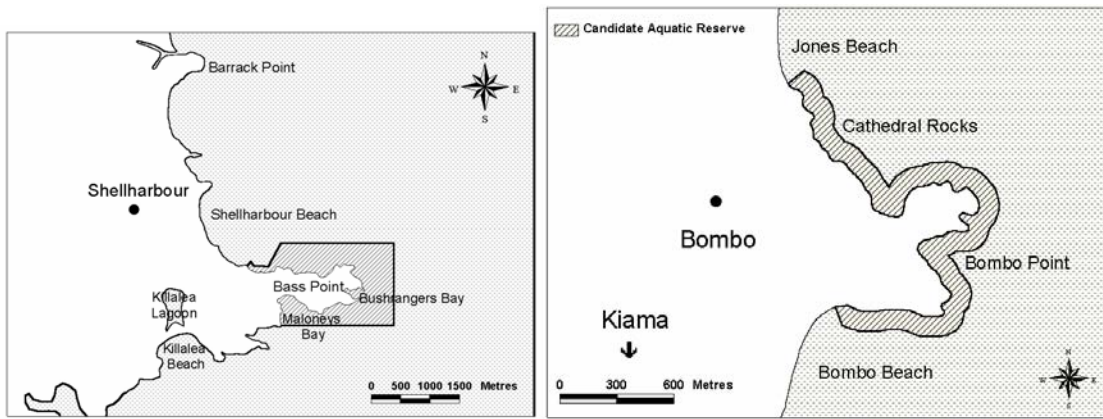 Barrack Point
N
W
E
S
Shellharbour
Shellharbour Beach
Bass Point
Bushrangers Bay
Killalea
Lagoon
Maloneys
Bay
Killalea
Beach
0 500 1000 1500 Metres
Candidate Aquatic Reserve
Jones Beach
Cathedral Rocks
Bombo
Bombo Point
Kiama
Bombo Beach
0 300 600 Metres
N
W
E
S